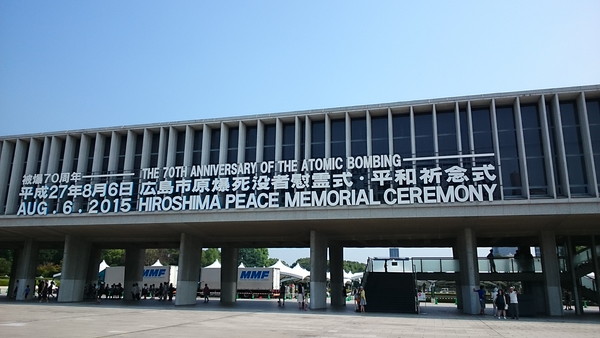 被爆70周年 THE 70TH ANNIVERSARY OF THE ATOMIC BOMBING
平成27年8月6日 広島市原爆死没者慰霊式・平和祈念式
AUG.6.2015 HIROSHIMA PEACE MEMORIAL CEREMONY
MMF MMF